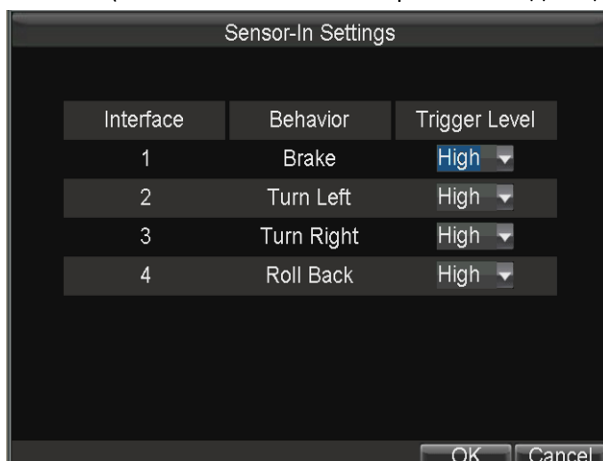 Sensor-In Settings
Interface Behavior Trigger Level
1 Brake High
2 Turn Left High
3 Turn Right High
4 Roll Back High
OK Cancel